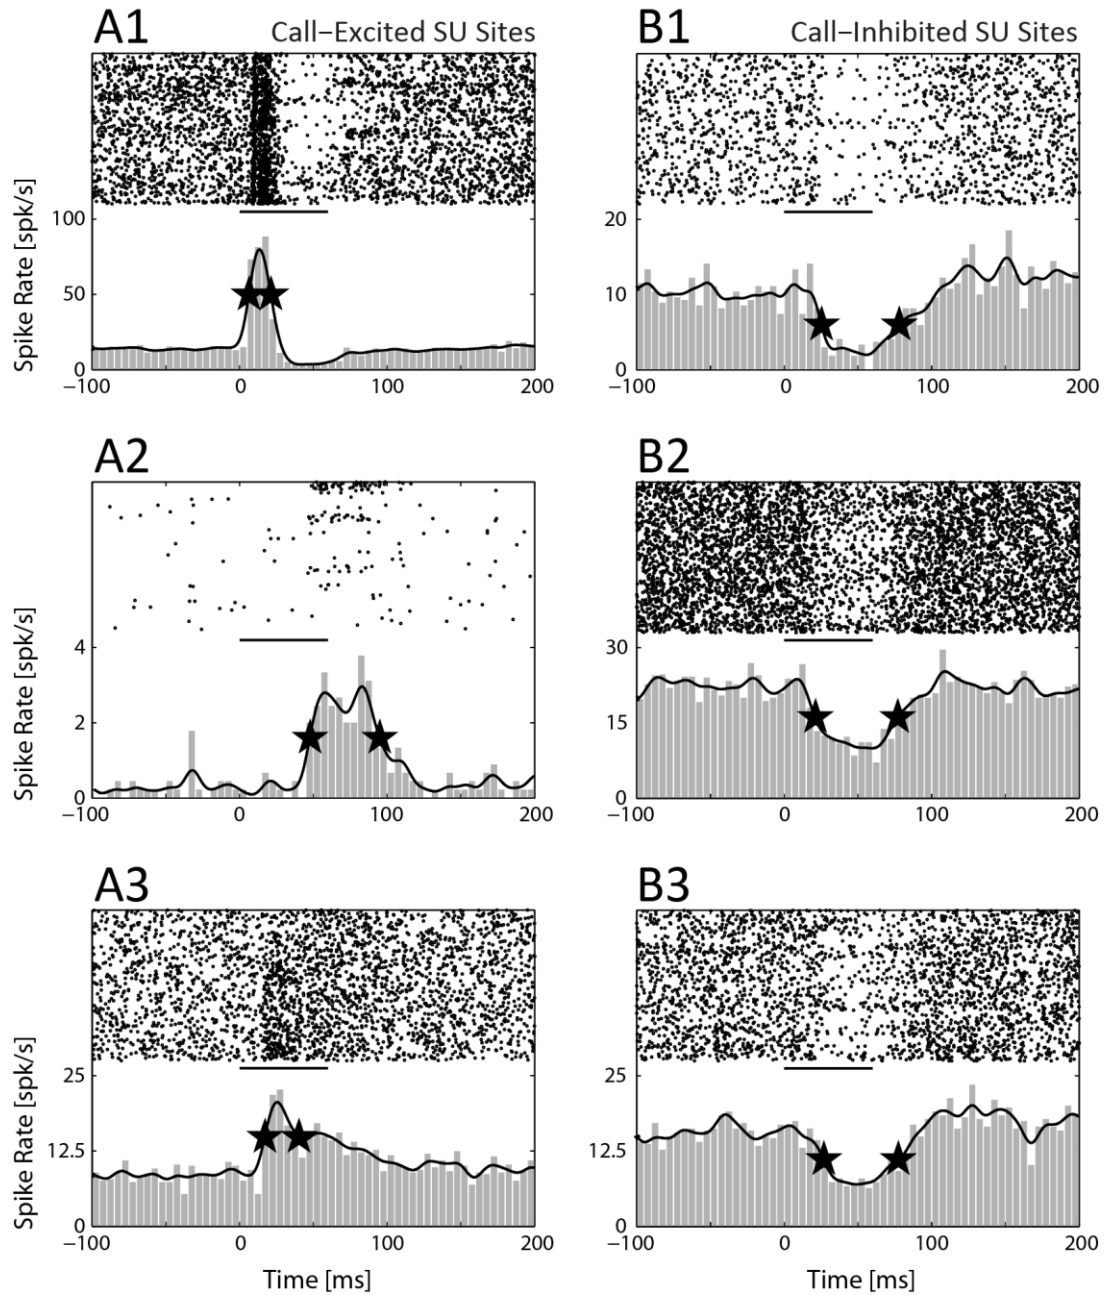 A1 Call–Excited SU Sites
B1 Call–Inhibited SU Sites
Spike Rate [spk/s]
100
50
0
−100 0 100 200
20
10
0
−100 0 100 200
A2
B2
Spike Rate [spk/s]
4
2
0
−100 0 100 200
30
15
0
−100 0 100 200
A3
B3
Spike Rate [spk/s]
25
12.5
0
−100 0 100 200
Time [ms]
25
12.5
0
−100 0 100 200
Time [ms]